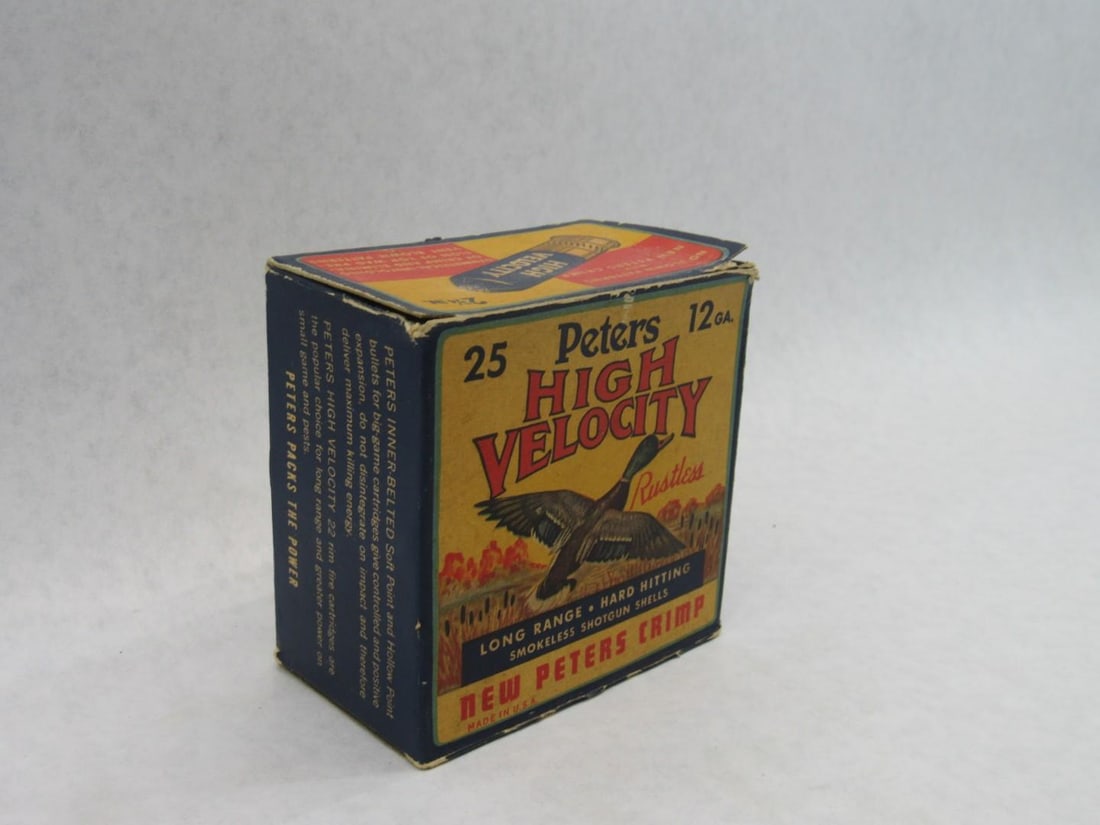 HIGH
VELOCITY
2 3/4 IN.
25
Peters
12 GA.
HIGH
VELOCITY
Rustless
LONG RANGE • HARD HITTING
SMOKELESS SHOTGUN SHELLS
NEW PETERS CRIMP
MADE IN U.S.A.
PETERS INNER-BELTED Soft Point and Hollow Point
bullets for big-game cartridges give controlled and positive
expansion, do not disintegrate on impact and therefore
deliver maximum killing energy.
PETERS HIGH VELOCITY 22 rim fire cartridges are
the popular choice for long range and greater power on
small game and pests.
PETERS PACKS THE POWER